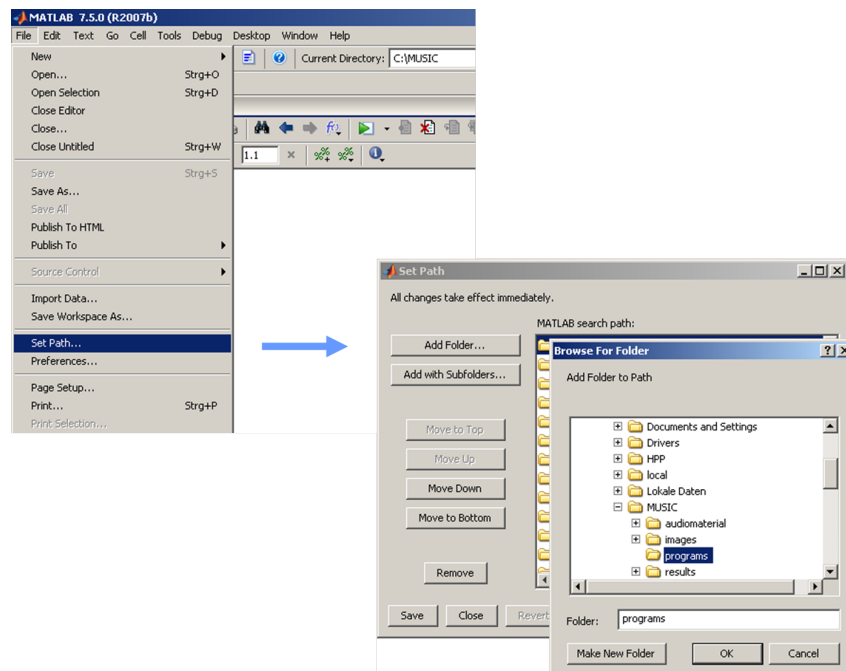 MATLAB 7.5.0 (R2007b)
File Edit Text Go Cell Tools Debug Desktop Window Help
New
Current Directory: C:\MUSIC
Open... Strg+O
Open Selection Strg+D
Close Editor
Close...
Close Untitled Strg+W
1.1
Save Strg+S
Save As...
Save All
Publish To HTML
Publish To
Source Control
Import Data...
Save Workspace As...
Set Path...
Preferences...
Page Setup...
Print... Strg+P
Print Selection...
Set Path
All changes take effect immediately.
MATLAB search path:
Add Folder...
Add with Subfolders...
Move to Top
Move Up
Move Down
Move to Bottom
Remove
Save Close Revert
Browse For Folder
Add Folder to Path
Documents and Settings
Drivers
HPP
local
Lokale Daten
MUSIC
audiomaterial
images
programs
results
Folder: programs
Make New Folder OK Cancel